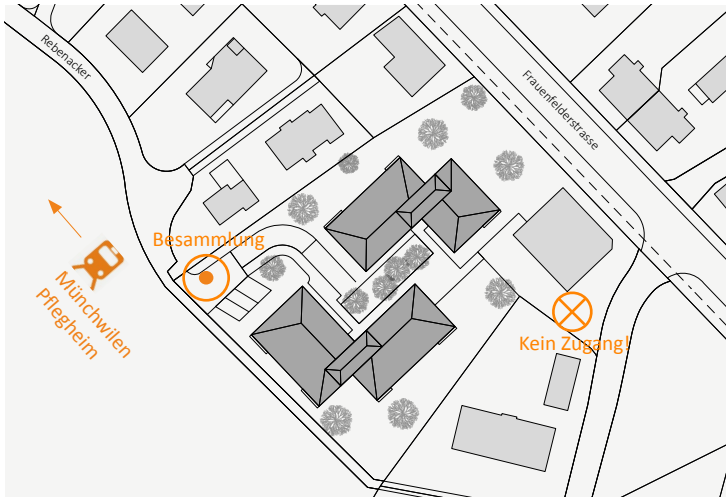 Rebenacker
Frauenfelderstrasse
Besammlung
Münchwilen
Pflegheim
Kein Zugang!